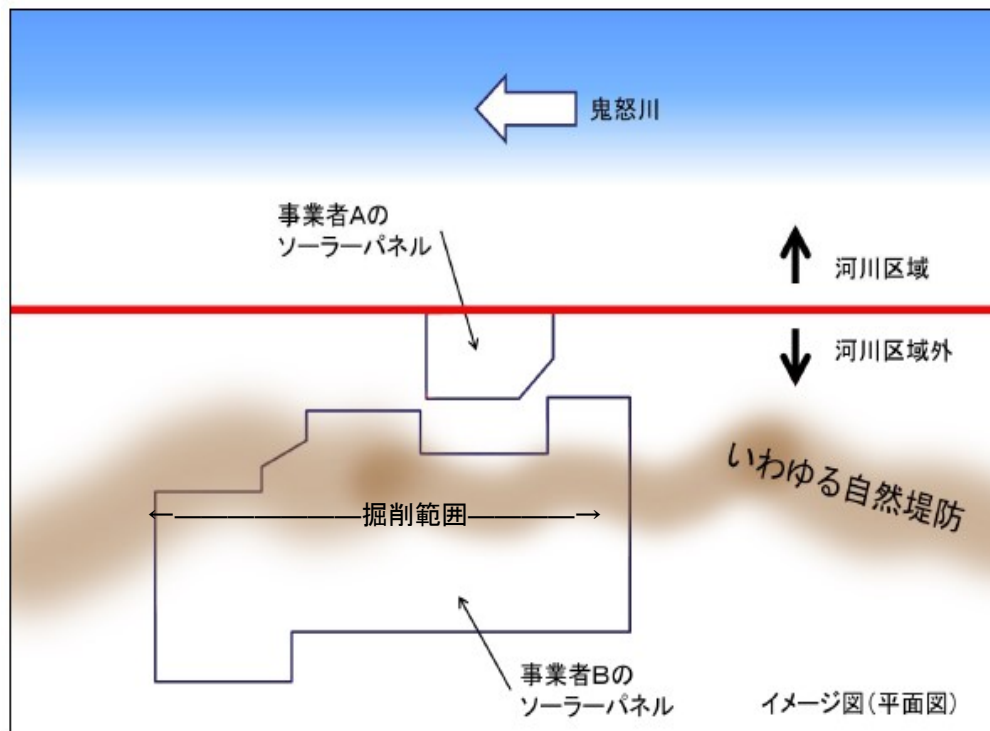 鬼怒川
事業者Aの
ソーラーパネル
河川区域
河川区域外
いわゆる自然堤防
←———————掘削範囲————→
事業者Bの
ソーラーパネル
イメージ図(平面図)